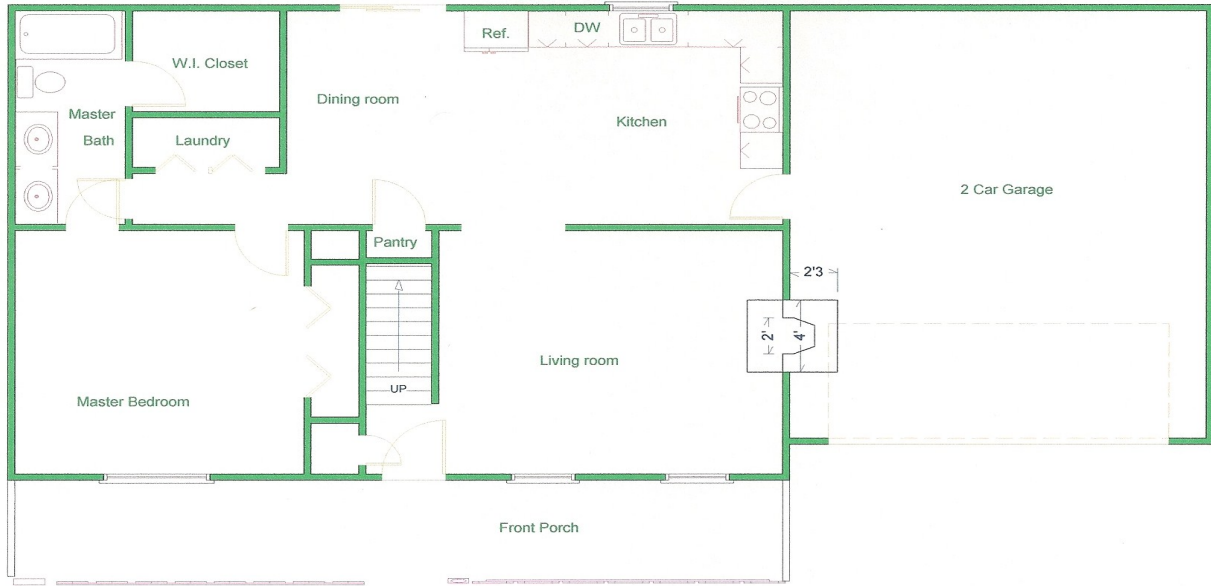 Ref.
DW
W.I. Closet
Dining room
Master
Bath
Laundry
Kitchen
2 Car Garage
Pantry
2'3
2'
4'
Living room
UP
Master Bedroom
Front Porch